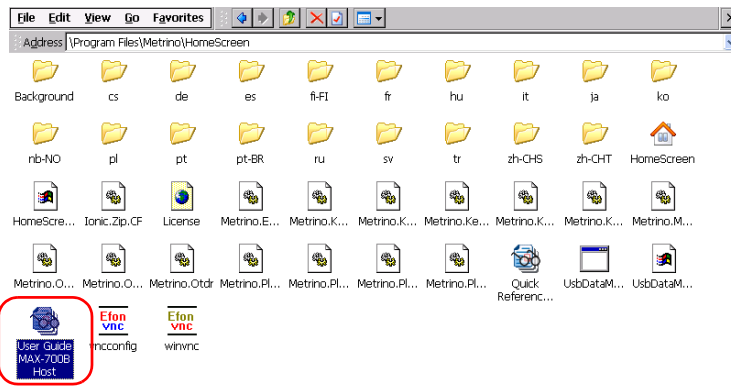 File Edit View Go Favorites
Address \Program Files\Metrino\HomeScreen
Background cs de es fi-FI fr hu it ja ko
nb-NO pl pt pt-BR ru sv tr zh-CHS zh-CHT HomeScreen
HomeScre... Ionic.Zip.CF License Metrino.E... Metrino.K... Metrino.K... Metrino.Ke... Metrino.K... Metrino.K... Metrino.M...
Metrino.O... Metrino.O... Metrino.Otdr Metrino.Pl... Metrino.Pl... Metrino.Pl... Metrino.Pl... Quick UsbDataM... UsbDataM...
Referenc...
Efon Efon
vnc vnc
User Guide vncconfig winvnc
MAX-700B
Host